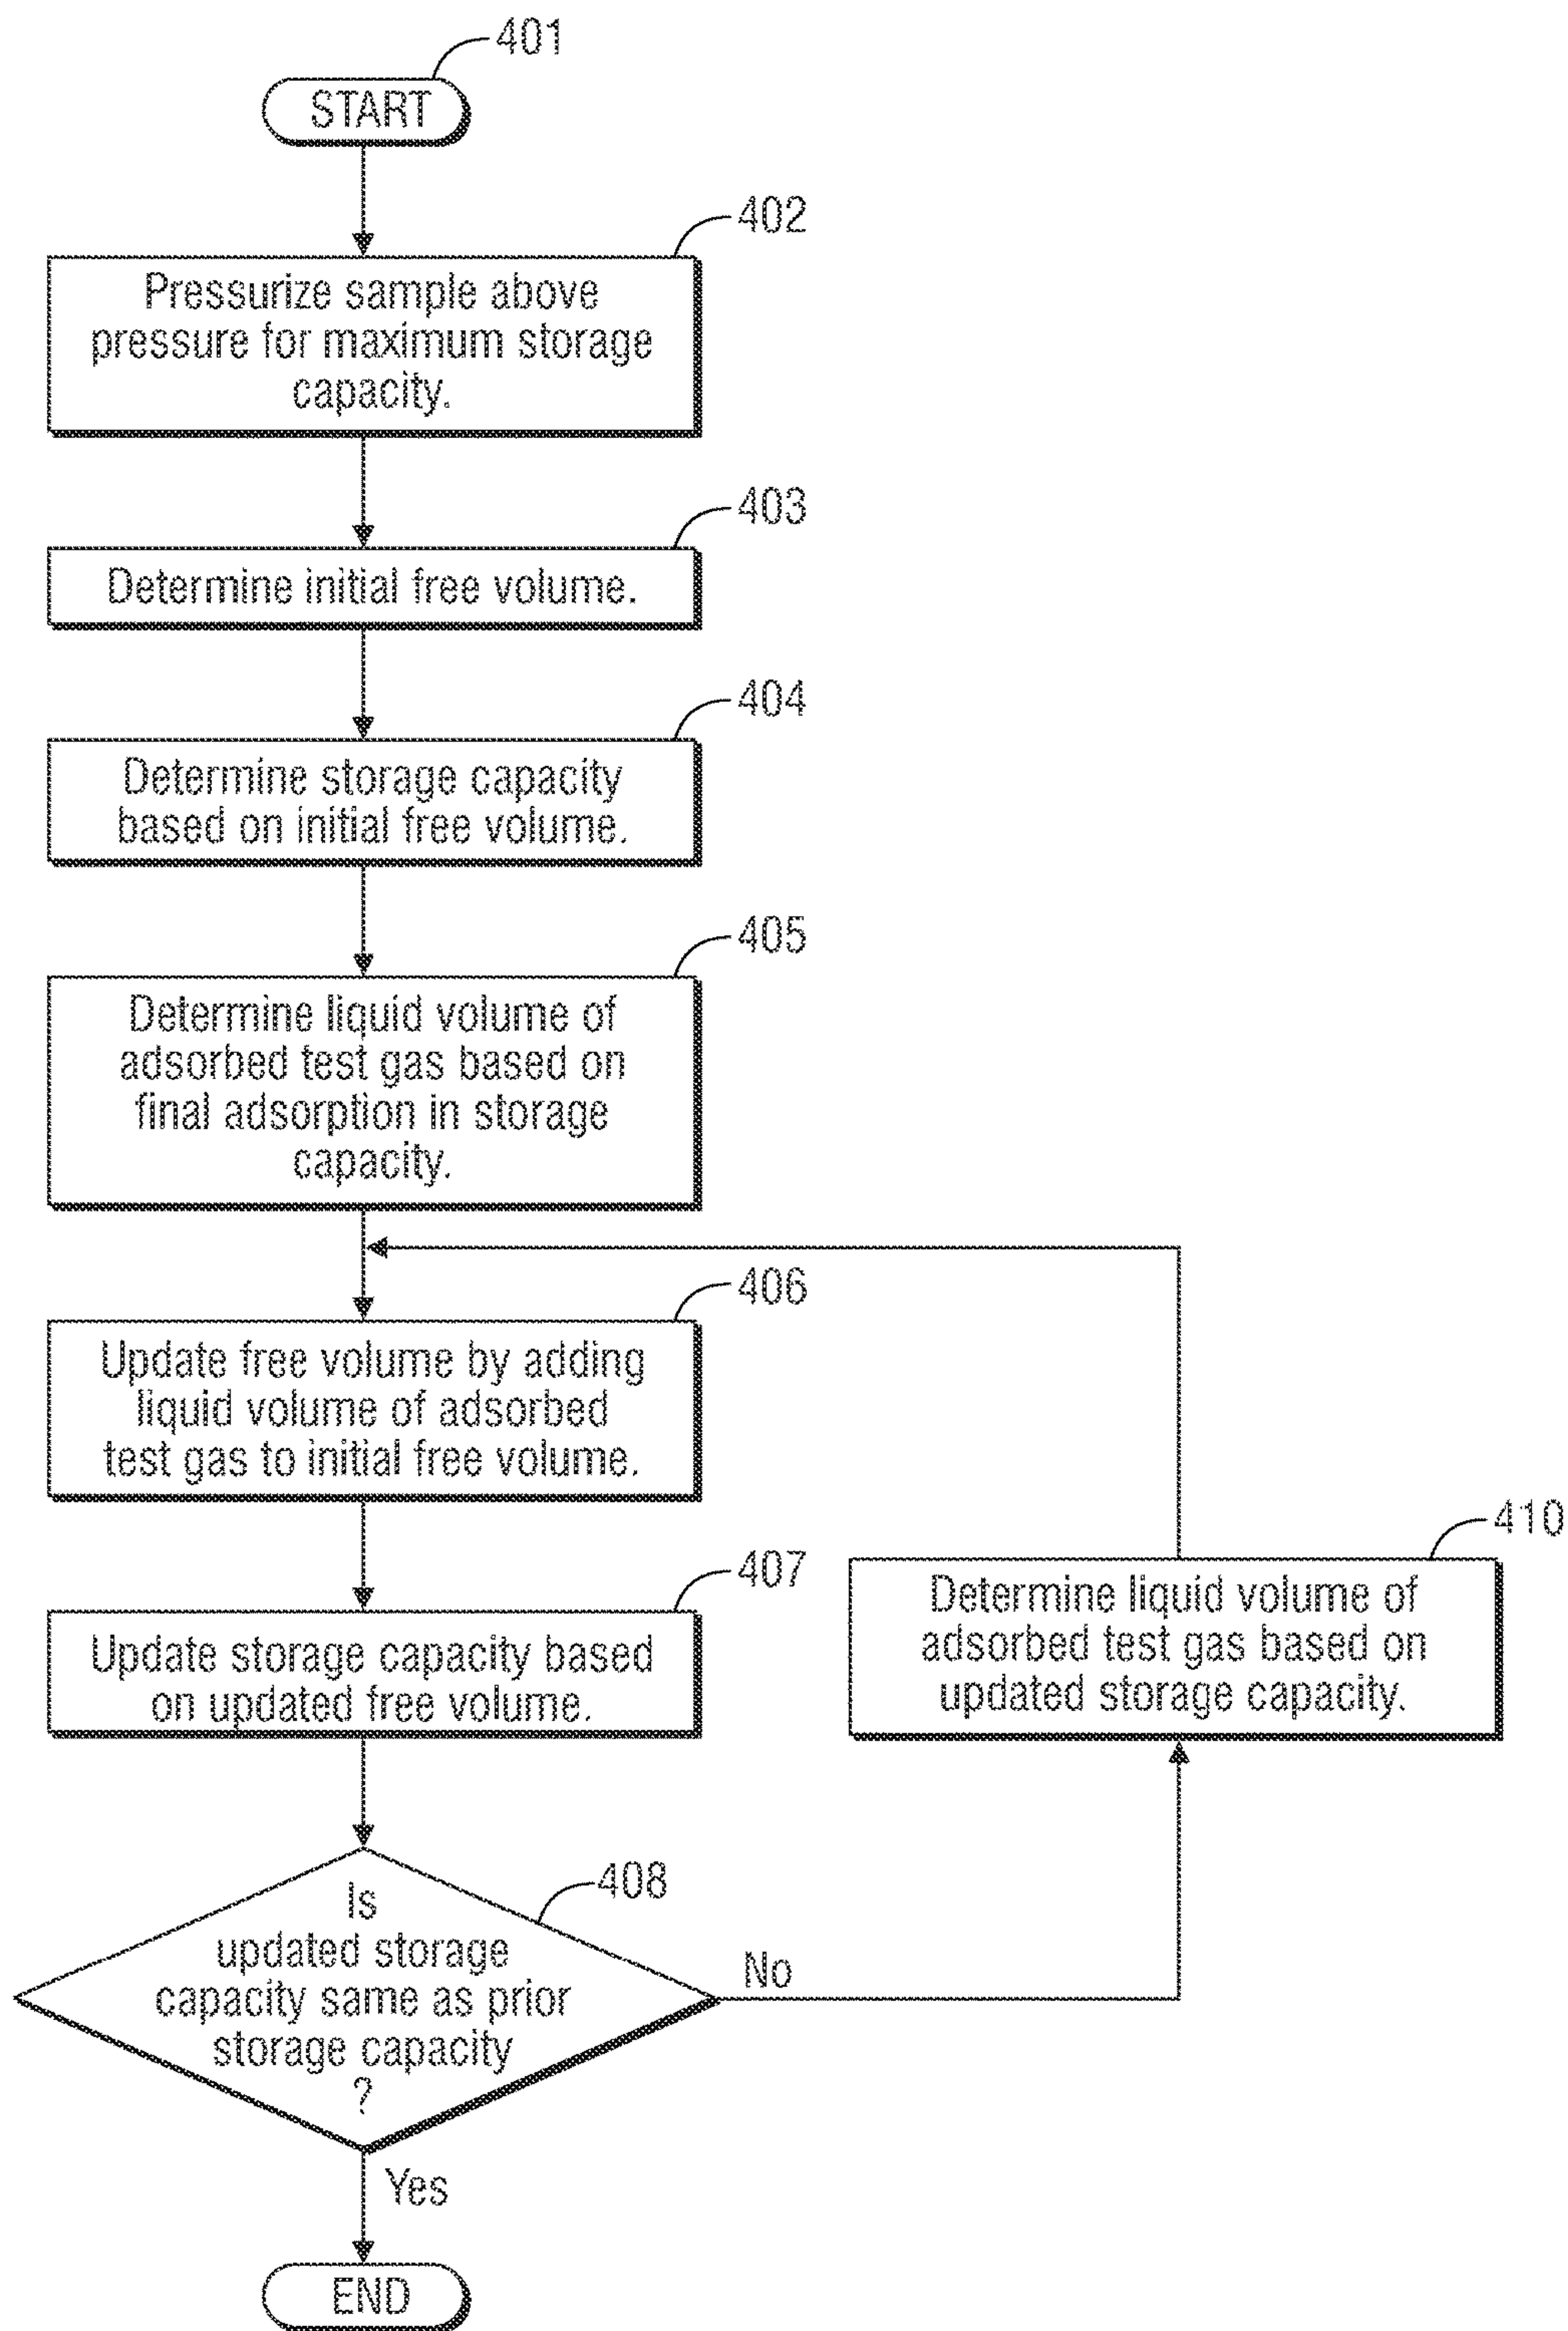 401
START
402
Pressurize sample above
pressure for maximum storage
capacity.
403
Determine initial free volume.
404
Determine storage capacity
based on initial free volume.
405
Determine liquid volume of
adsorbed test gas based on
final adsorption in storage
capacity.
406
Update free volume by adding
liquid volume of adsorbed
test gas to initial free volume.
407
Update storage capacity based
on updated free volume.
408
Is
updated storage
capacity same as prior
storage capacity
?
No
410
Determine liquid volume of
adsorbed test gas based on
updated storage capacity.
Yes
END